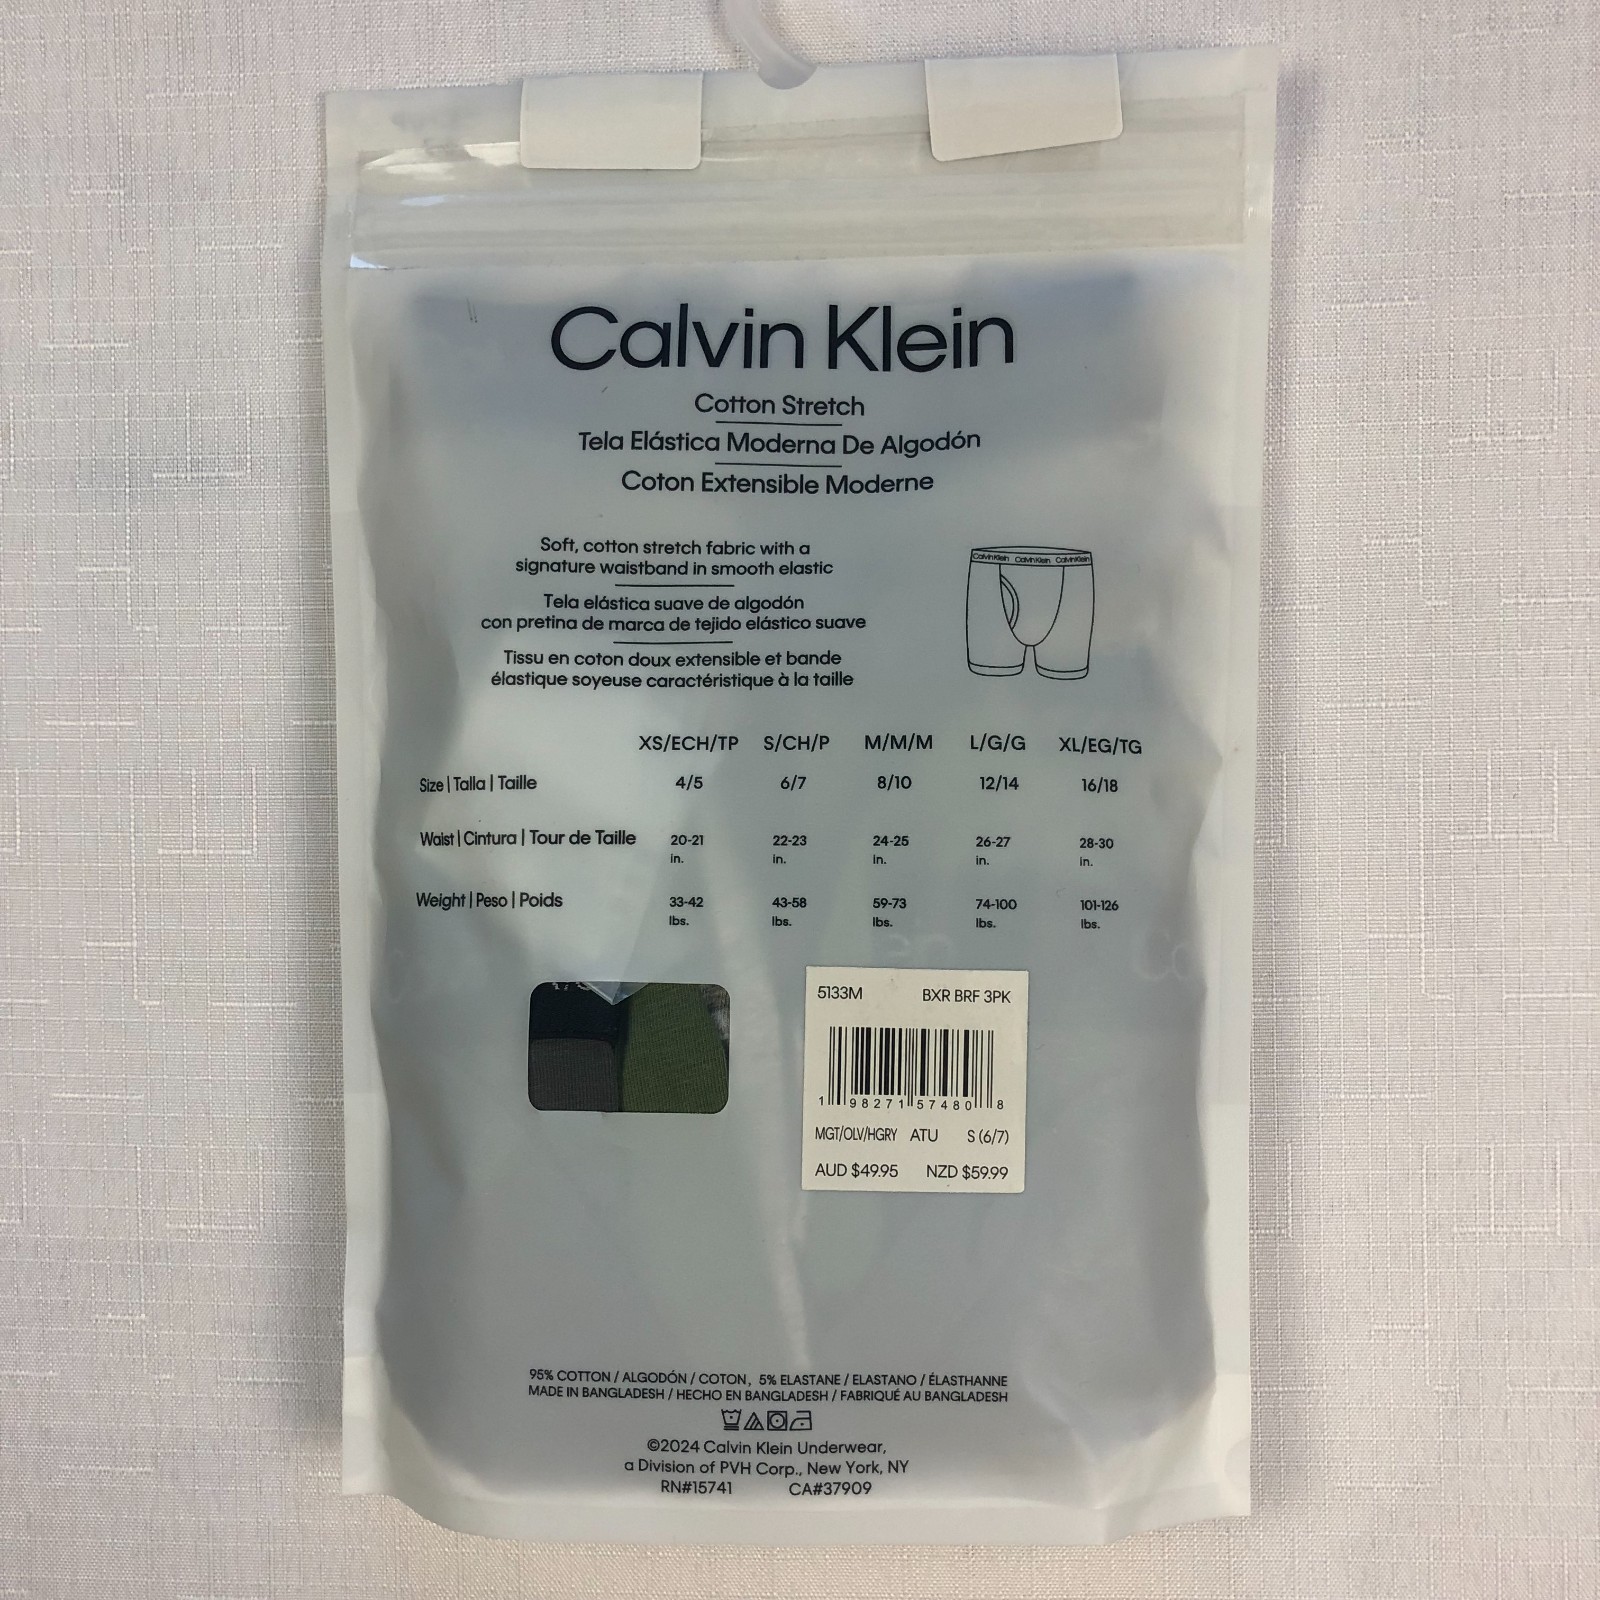 Calvin Klein
Cotton Stretch
Tela Elástica Moderna De Algodón
Coton Extensible Moderne
Soft, cotton stretch fabric with a
signature waistband in smooth elastic
Tela elástica suave de algodón
con pretina de marca de tejido elástico suave
Tissu en coton doux extensible et bande
élastique soyeuse caractéristique à la taille
Calvin Klein Calvin Klein Calvin Klein
XS/ECH/TP S/CH/P M/M/M L/G/G XL/EG/TG
Size | Talla | Taille 4/5 6/7 8/10 12/14 16/18
Waist | Cintura | Tour de Taille 20-21 22-23 24-25 26-27 28-30
in. in. in. in. in.
Weight | Peso | Poids 33-42 43-58 59-73 74-100 101-126
lbs. lbs. lbs. lbs. lbs.
5133M BXR BRF 3PK
1 98271 57480 8
MGT/OLV/HGRY ATU S (6/7)
AUD $49.95 NZD $59.99
95% COTTON / ALGODÓN / COTON, 5% ELASTANE / ELASTANO / ÉLASTHANNE
MADE IN BANGLADESH / HECHO EN BANGLADESH / FABRIQUÉ AU BANGLADESH
©2024 Calvin Klein Underwear,
a Division of PVH Corp., New York, NY
RN#15741 CA#37909